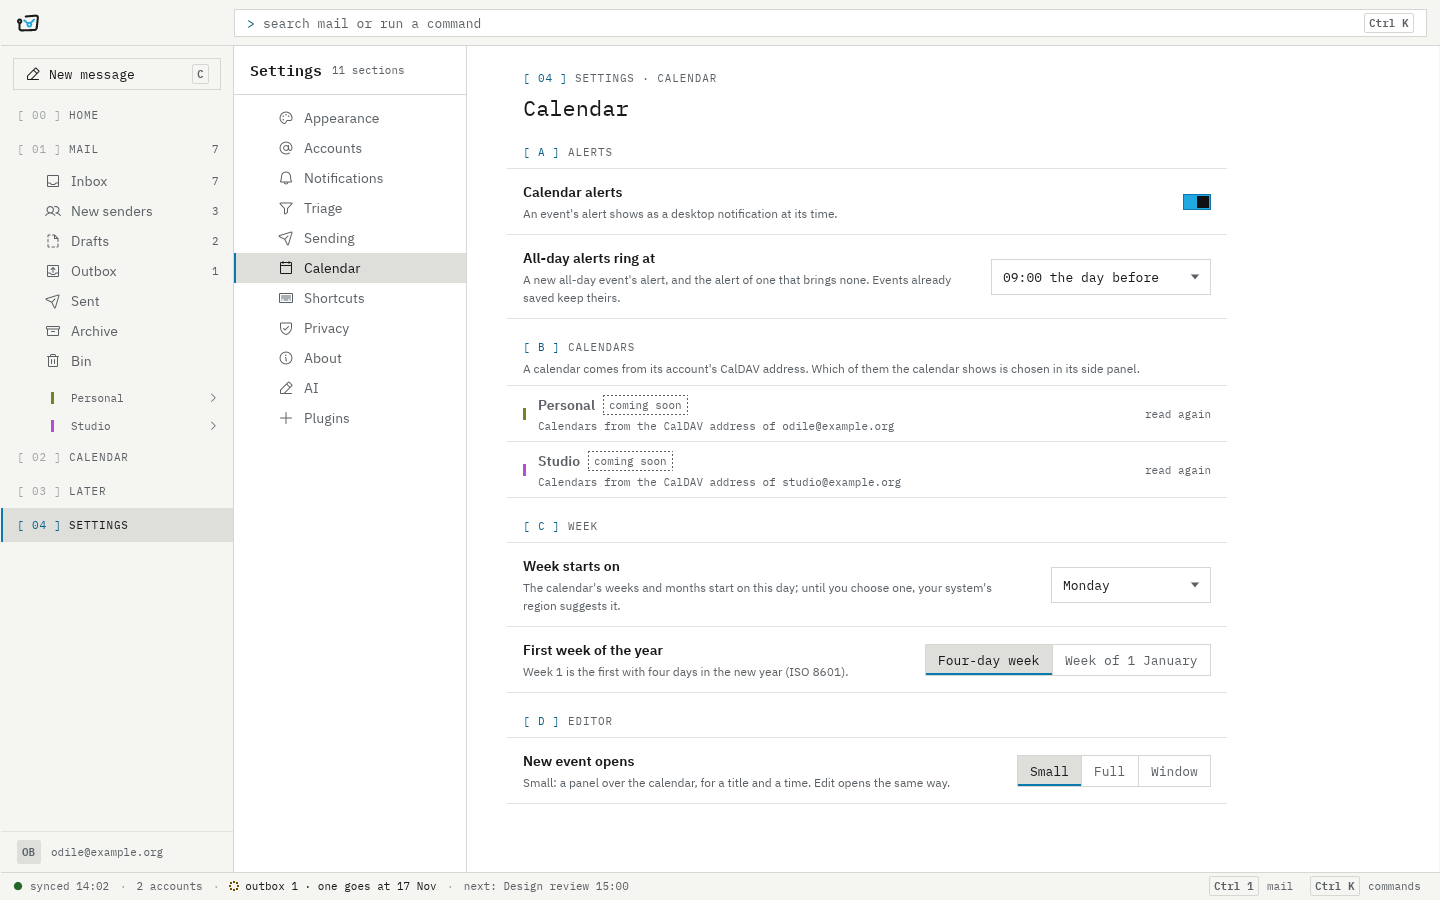 > search mail or run a command Ctrl K
New message C
[ 00 ] HOME
[ 01 ] MAIL 7
Inbox 7
New senders 3
Drafts 2
Outbox 1
Sent
Archive
Bin
Personal
Studio
[ 02 ] CALENDAR
[ 03 ] LATER
[ 04 ] SETTINGS
OB odile@example.org
Settings 11 sections
Appearance
Accounts
Notifications
Triage
Sending
Calendar
Shortcuts
Privacy
About
AI
Plugins
[ 04 ] SETTINGS · CALENDAR
Calendar
[ A ] ALERTS
Calendar alerts
An event's alert shows as a desktop notification at its time.
All-day alerts ring at
A new all-day event's alert, and the alert of one that brings none. Events already
saved keep theirs.
09:00 the day before
[ B ] CALENDARS
A calendar comes from its account's CalDAV address. Which of them the calendar shows is chosen in its side panel.
Personal coming soon
Calendars from the CalDAV address of odile@example.org
read again
Studio coming soon
Calendars from the CalDAV address of studio@example.org
read again
[ C ] WEEK
Week starts on
The calendar's weeks and months start on this day; until you choose one, your system's
region suggests it.
Monday
First week of the year
Week 1 is the first with four days in the new year (ISO 8601).
Four-day week Week of 1 January
[ D ] EDITOR
New event opens
Small: a panel over the calendar, for a title and a time. Edit opens the same way.
Small Full Window
synced 14:02 · 2 accounts · outbox 1 · one goes at 17 Nov · next: Design review 15:00 Ctrl 1 mail Ctrl K commands